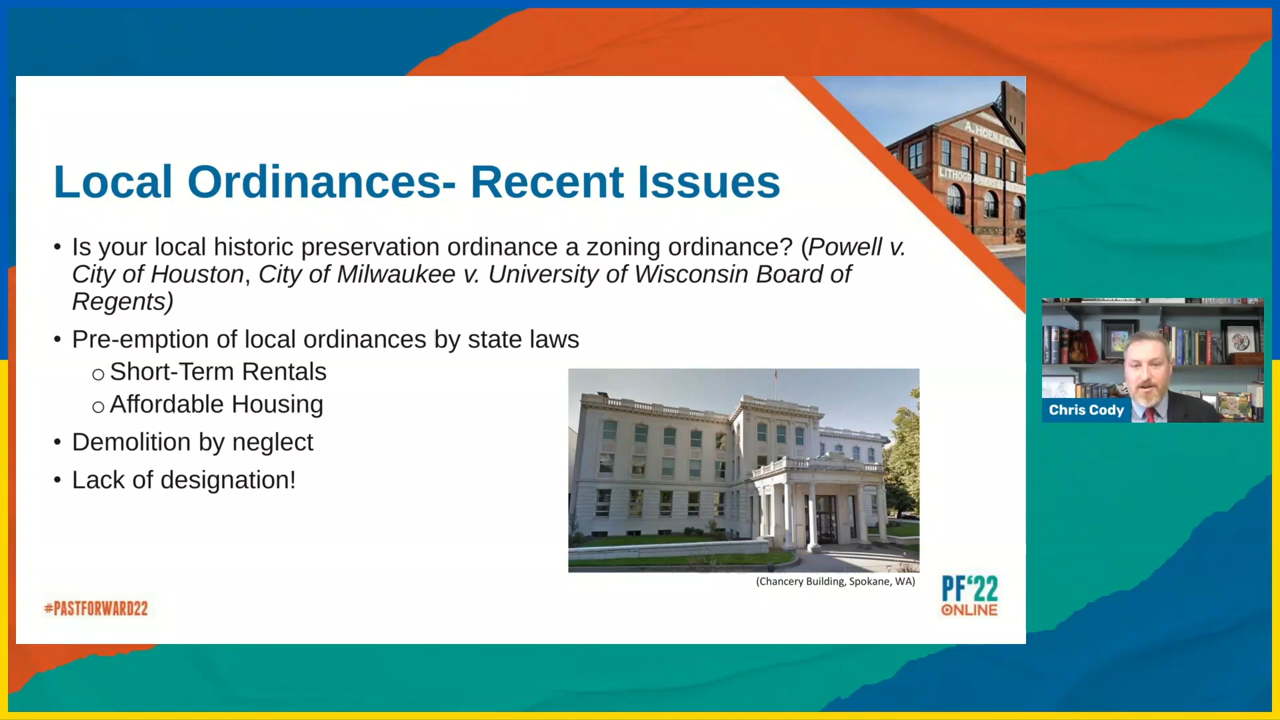 A. HOEN & CO.
Local Ordinances- Recent Issues
• Is your local historic preservation ordinance a zoning ordinance? (Powell v.
City of Houston, City of Milwaukee v. University of Wisconsin Board of
Regents)
• Pre-emption of local ordinances by state laws
o Short-Term Rentals
o Affordable Housing
• Demolition by neglect
• Lack of designation!
(Chancery Building, Spokane, WA)
#PASTFORWARD22
PF‘22
ONLINE
Chris Cody